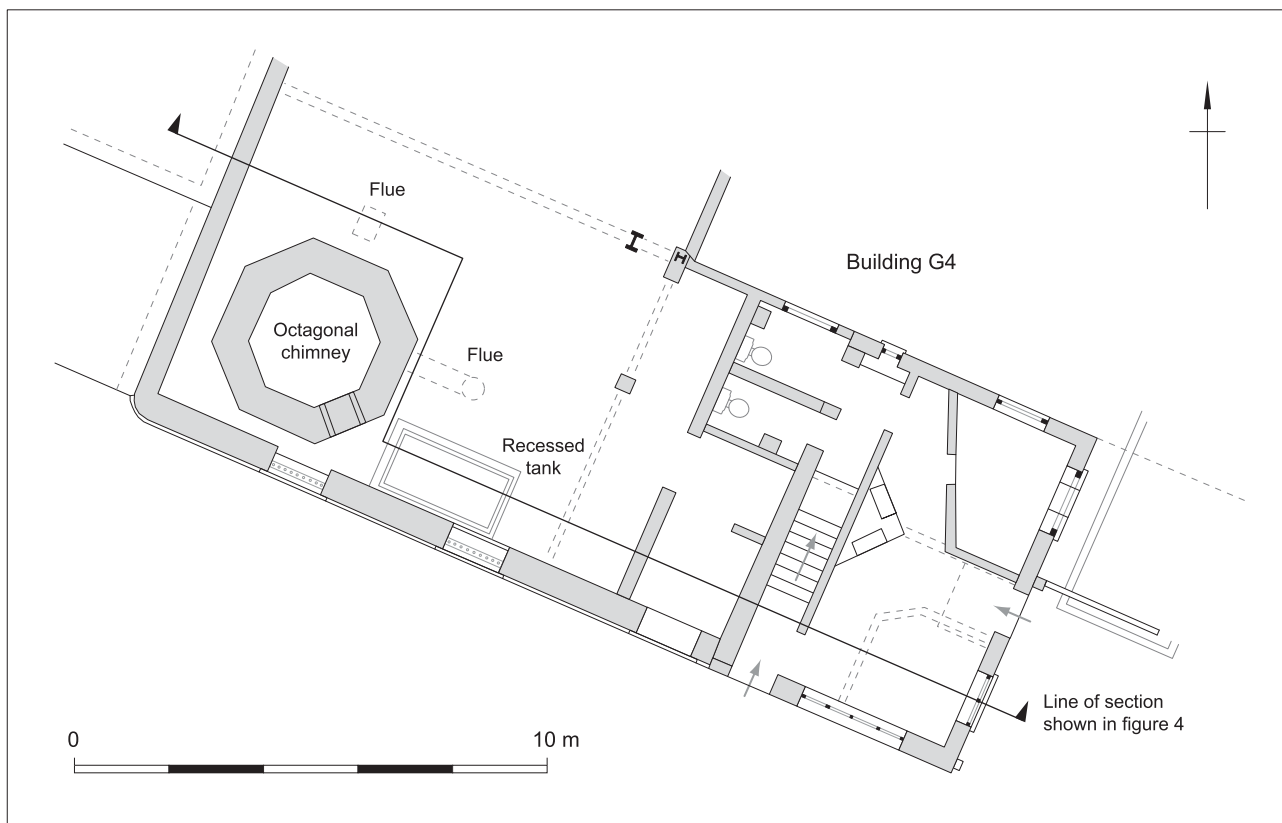 Flue
Building G4
Octagonal
chimney
Flue
Recessed
tank
Line of section
shown in figure 4
0
10 m